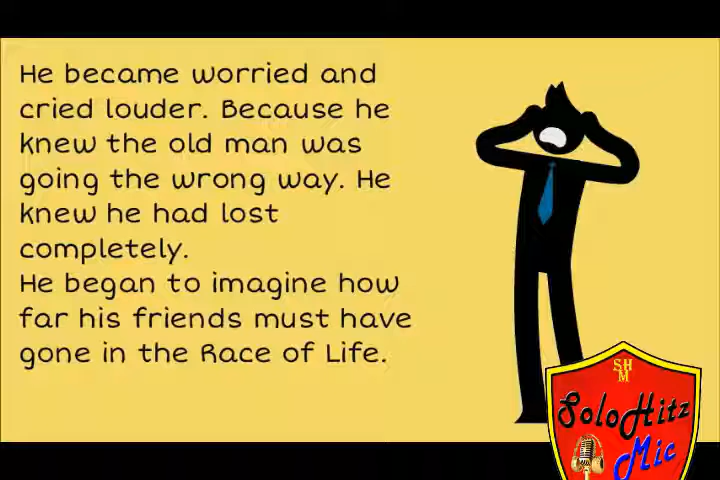 He became worried and
cried louder. Because he
knew the old man was
going the wrong way. He
knew he had lost
completely.
He began to imagine how
far his friends must have
gone in the Race of Life.
SH
M
SoloHitz
Mic